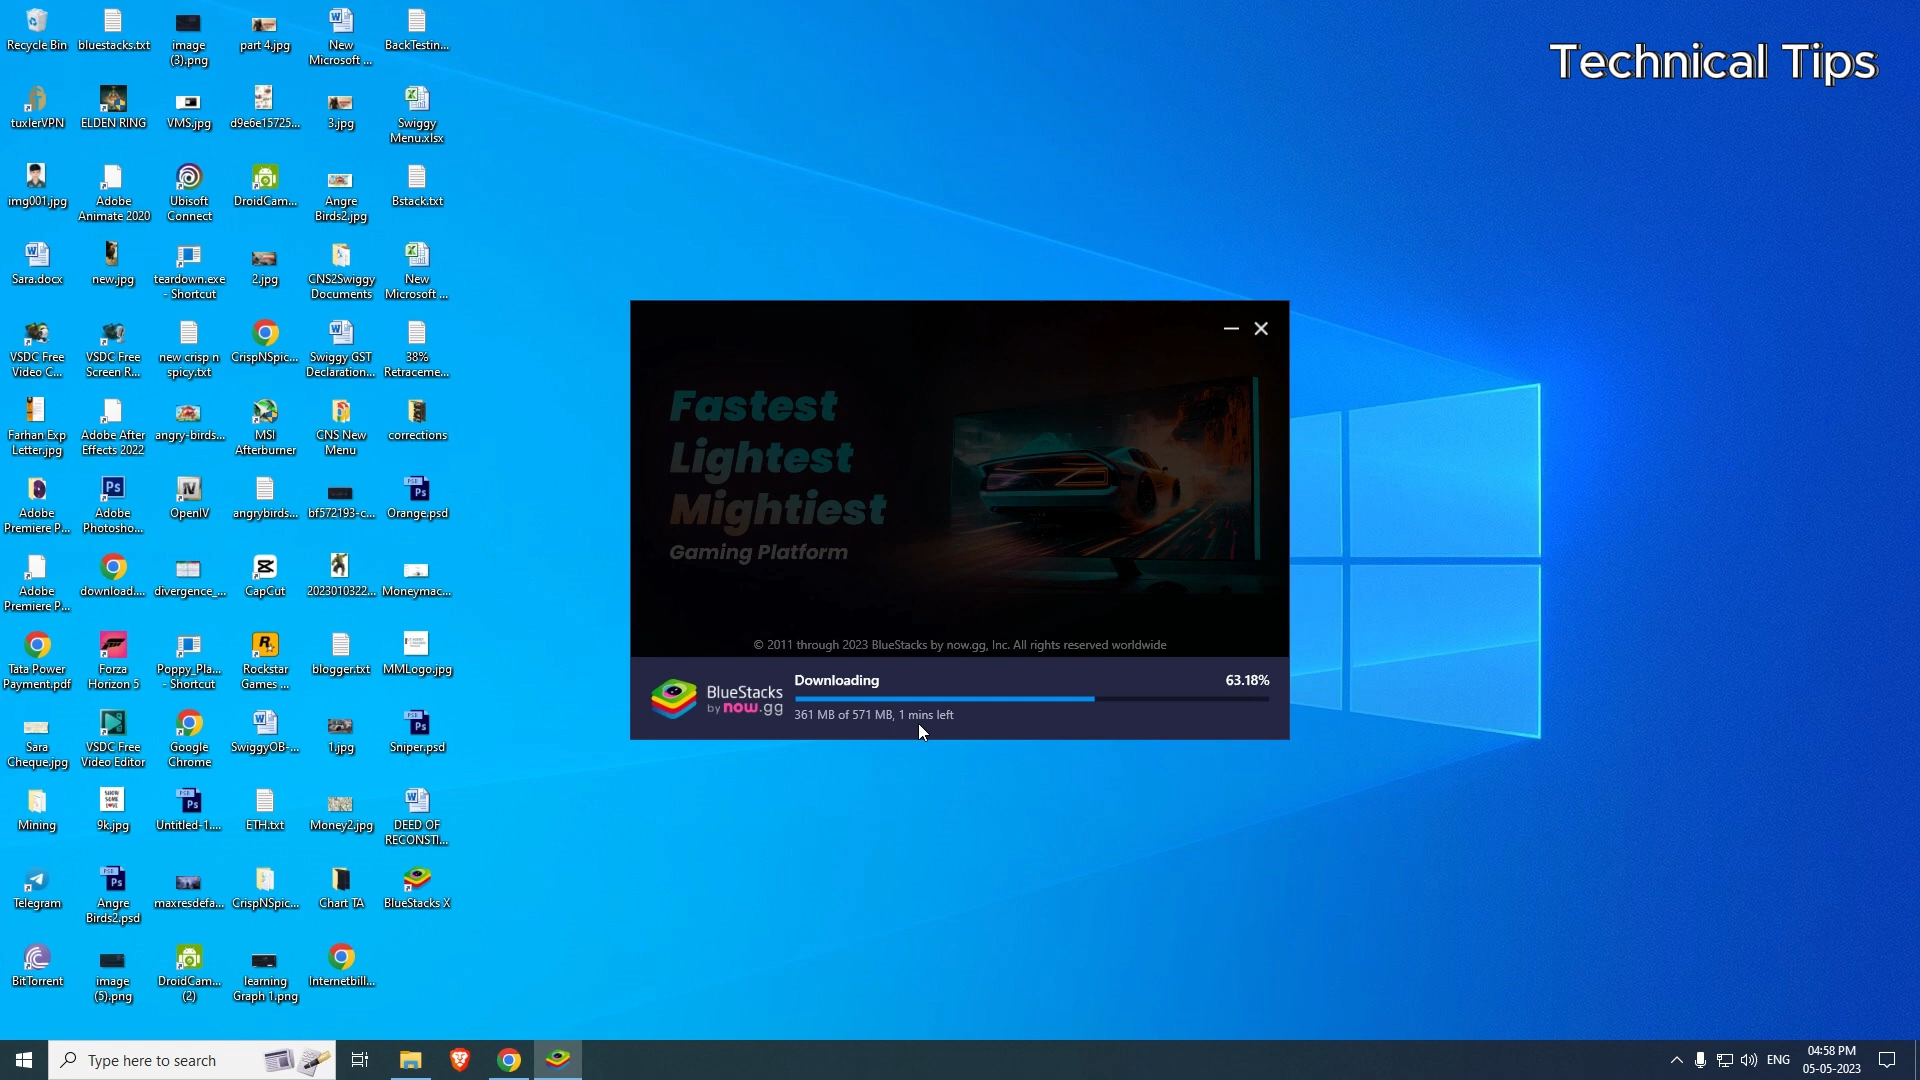 Technical Tips
Recycle Bin
bluestacks.txt
image
(3).png
part 4.jpg
New
Microsoft ...
BackTestin...
tuxlerVPN
ELDEN RING
VMS.jpg
d9e6e15725...
3.jpg
Swiggy
Menu.xlsx
img001.jpg
Adobe
Animate 2020
Ubisoft
Connect
DroidCam...
Angre
Birds2.jpg
Bstack.txt
Sara.docx
new.jpg
teardown.exe
- Shortcut
2.jpg
CNS2Swiggy
Documents
New
Microsoft ...
VSDC Free
Video C...
VSDC Free
Screen R...
new crisp n
spicy.txt
CrispNSpic...
Swiggy GST
Declaration...
38%
Retraceme...
Farhan Exp
Letter.jpg
Adobe After
Effects 2022
angry-birds...
MSI
Afterburner
CNS New
Menu
corrections
Adobe
Premiere P...
Adobe
Photosho...
OpenIV
angrybirds...
bf572193-c...
Orange.psd
Adobe
Premiere P...
download....
divergence_...
CapCut
2023010322...
Moneymac...
Tata Power
Payment.pdf
Forza
Horizon 5
Poppy_Pla...
- Shortcut
Rockstar
Games ...
blogger.txt
MMLogo.jpg
Sara
Cheque.jpg
VSDC Free
Video Editor
Google
Chrome
SwiggyOB-...
1.jpg
Sniper.psd
Mining
9k.jpg
Untitled-1....
ETH.txt
Money2.jpg
DEED OF
RECONSTI...
Telegram
Angre
Birds2.psd
maxresdefa...
CrispNSpic...
Chart TA
BlueStacks X
BitTorrent
image
(5).png
DroidCam...
(2)
learning
Graph 1.png
Internetbill...
Fastest
Lightest
Mightiest
Gaming Platform
© 2011 through 2023 BlueStacks by now.gg, Inc. All rights reserved worldwide
BlueStacks
by now.gg
Downloading
63.18%
361 MB of 571 MB, 1 mins left
Type here to search
ENG
04:58 PM
05-05-2023